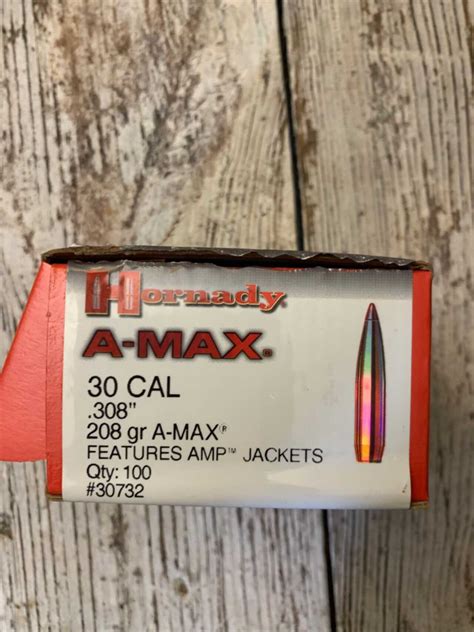 Hornady
A-MAX®
30 CAL
.308"
208 gr A-MAX®
FEATURES AMP™ JACKETS
Qty: 100
#30732